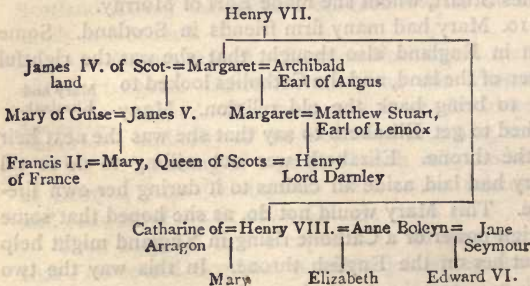 Henry VII.
James IV. of Scot-=Margaret=Archibald
land Earl of Angus
Mary of Guise=James V. Margaret=Matthew Stuart,
Earl of Lennox
Francis II.=Mary, Queen of Scots = Henry
of France Lord Darnley
Catharine of=Henry VIII.=Anne Boleyn= Jane
Arragon Seymour
Mary Elizabeth Edward VI.